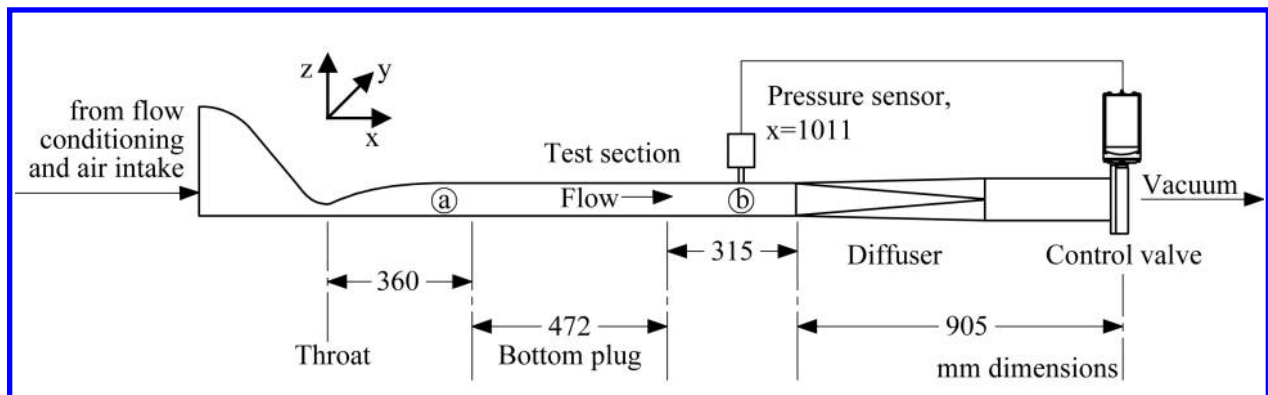 from flow
conditioning
and air intake
z
y
x
Test section
Pressure sensor,
x=1011
ⓐ
Flow
ⓑ
Vacuum
360
315
Diffuser
Control valve
472
905
Throat
Bottom plug
mm dimensions